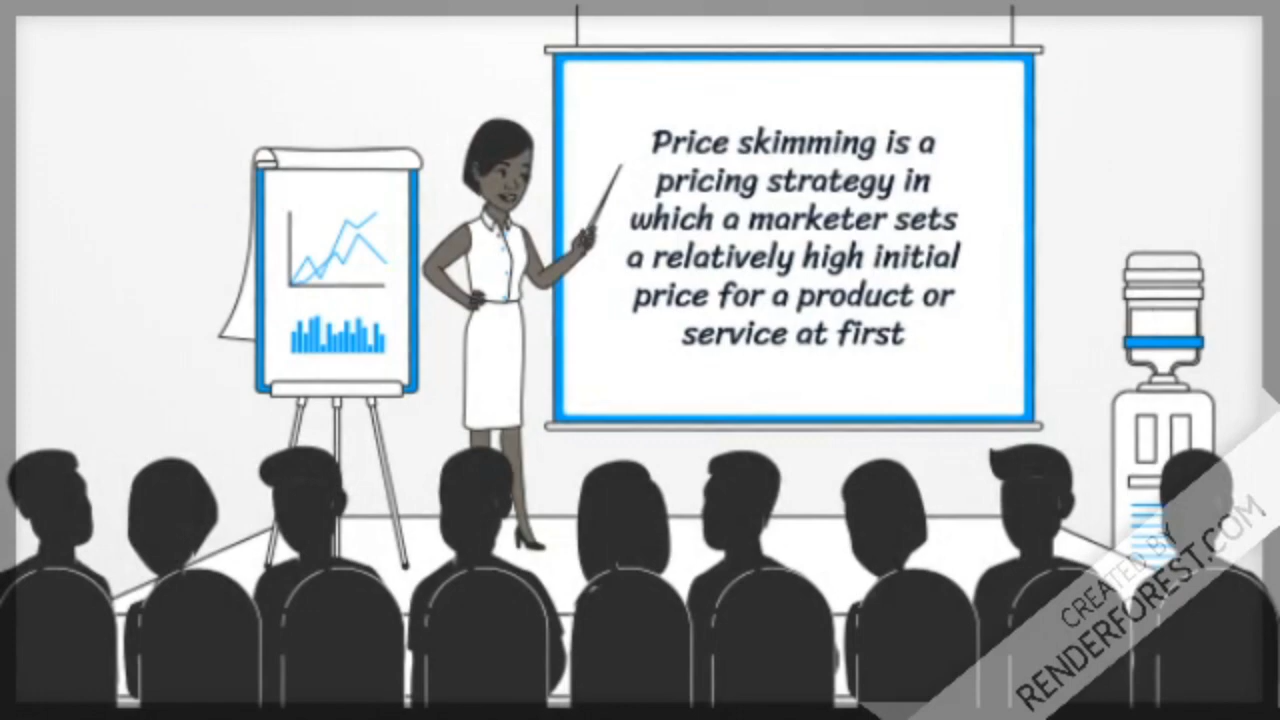 Price skimming is a
pricing strategy in
which a marketer sets
a relatively high initial
price for a product or
service at first
CREATED BY
RENDERFOREST.COM